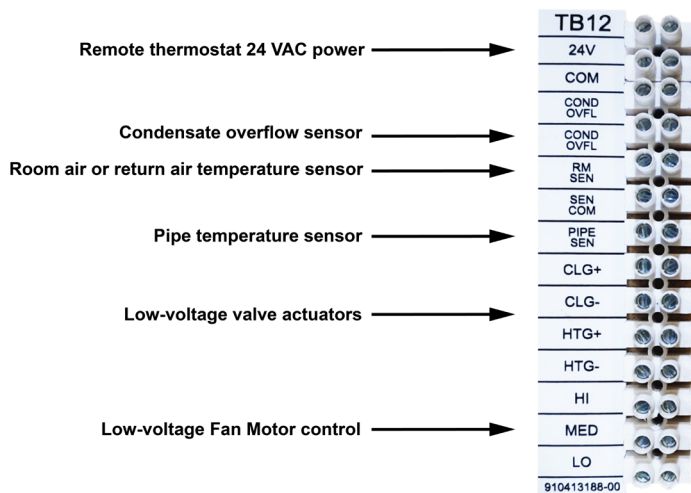 TB12
Remote thermostat 24 VAC power
24V
COM
COND
OVFL
Condensate overflow sensor
COND
OVFL
Room air or return air temperature sensor
RM
SEN
SEN
COM
Pipe temperature sensor
PIPE
SEN
CLG+
Low-voltage valve actuators
CLG-
HTG+
HTG-
HI
Low-voltage Fan Motor control
MED
LO
910413188-00